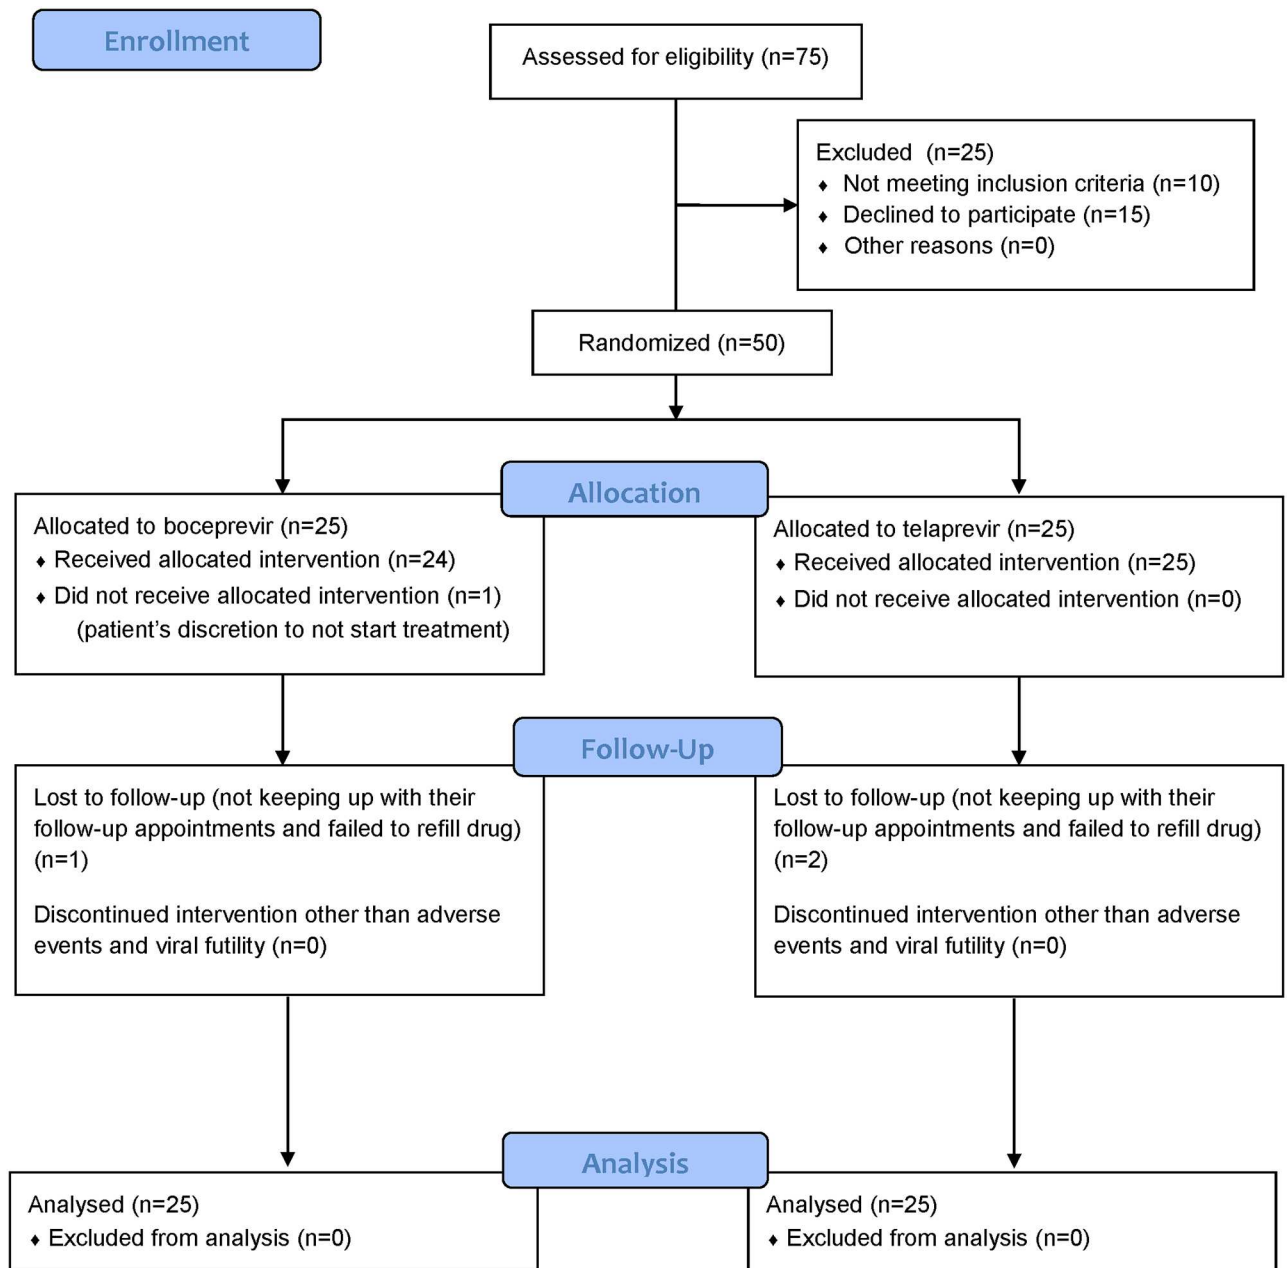 Enrollment
Assessed for eligibility (n=75)
Excluded (n=25)
♦ Not meeting inclusion criteria (n=10)
♦ Declined to participate (n=15)
♦ Other reasons (n=0)
Randomized (n=50)
Allocation
Allocated to boceprevir (n=25)
♦ Received allocated intervention (n=24)
♦ Did not receive allocated intervention (n=1)
(patient's discretion to not start treatment)
Allocated to telaprevir (n=25)
♦ Received allocated intervention (n=25)
♦ Did not receive allocated intervention (n=0)
Follow-Up
Lost to follow-up (not keeping up with their
follow-up appointments and failed to refill drug)
(n=1)
Discontinued intervention other than adverse
events and viral futility (n=0)
Lost to follow-up (not keeping up with their
follow-up appointments and failed to refill drug)
(n=2)
Discontinued intervention other than adverse
events and viral futility (n=0)
Analysis
Analysed (n=25)
♦ Excluded from analysis (n=0)
Analysed (n=25)
♦ Excluded from analysis (n=0)